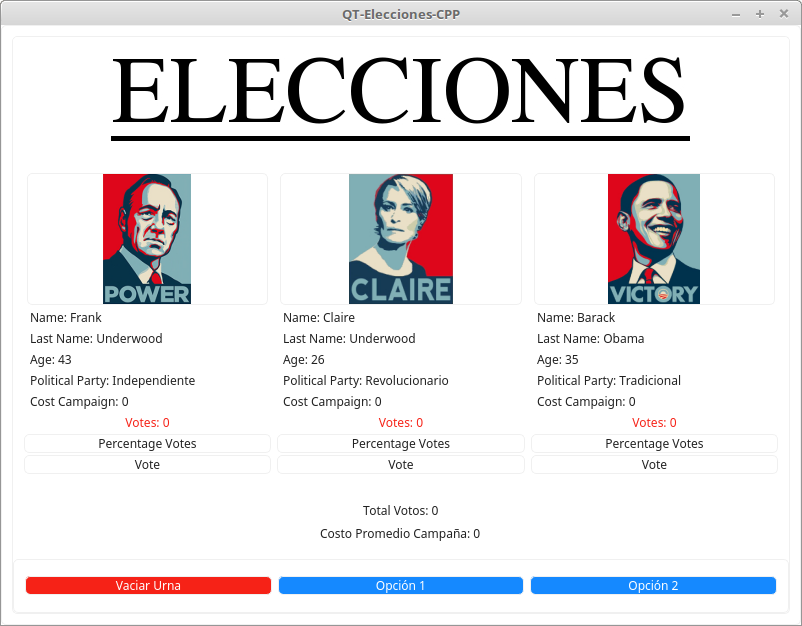 QT-Elecciones-CPP
ELECCIONES
POWER
CLAIRE
VICTORY
Name: Frank
Name: Claire
Name: Barack
Last Name: Underwood
Last Name: Underwood
Last Name: Obama
Age: 43
Age: 26
Age: 35
Political Party: Independiente
Political Party: Revolucionario
Political Party: Tradicional
Cost Campaign: 0
Cost Campaign: 0
Cost Campaign: 0
Votes: 0
Votes: 0
Votes: 0
Percentage Votes
Percentage Votes
Percentage Votes
Vote
Vote
Vote
Total Votos: 0
Costo Promedio Campaña: 0
Vaciar Urna
Opción 1
Opción 2